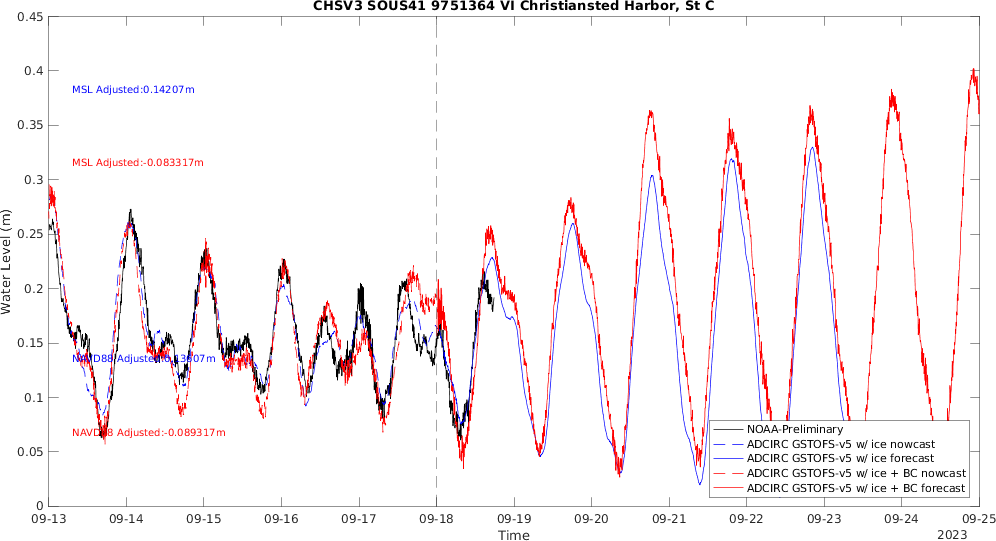 CHSV3 SOUS41 9751364 VI Christiansted Harbor, St C
0.45
0.4
0.35
0.3
0.25
0.2
0.15
0.1
0.05
0
Water Level (m)
MSL Adjusted:0.14207m
MSL Adjusted:-0.083317m
NAVD88 Adjusted:0.13607m
NAVD88 Adjusted:-0.089317m
NOAA-Preliminary
ADCIRC GSTOFS-v5 w/ ice nowcast
ADCIRC GSTOFS-v5 w/ ice forecast
ADCIRC GSTOFS-v5 w/ ice + BC nowcast
ADCIRC GSTOFS-v5 w/ ice + BC forecast
09-13 09-14 09-15 09-16 09-17 09-18 09-19 09-20 09-21 09-22 09-23 09-24 09-25
Time
2023